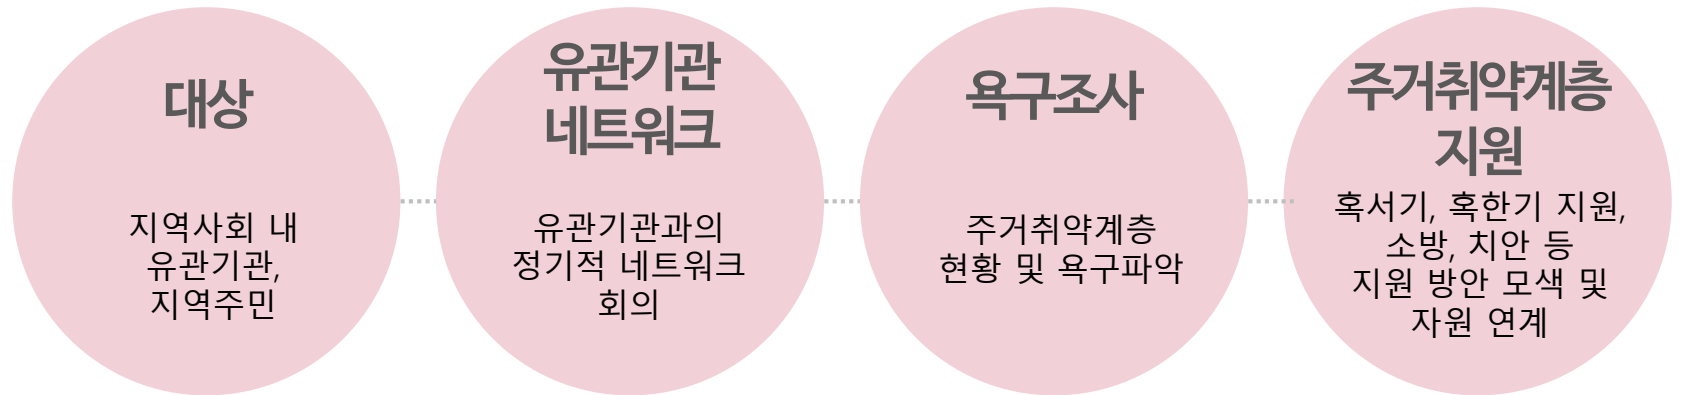 대상
지역사회 내
유관기관,
지역주민
유관기관
네트워크
유관기관과의
정기적 네트워크
회의
욕구조사
주거취약계층
현황 및 욕구파악
주거취약계층
지원
혹서기, 혹한기 지원,
소방, 치안 등
지원 방안 모색 및
자원 연계